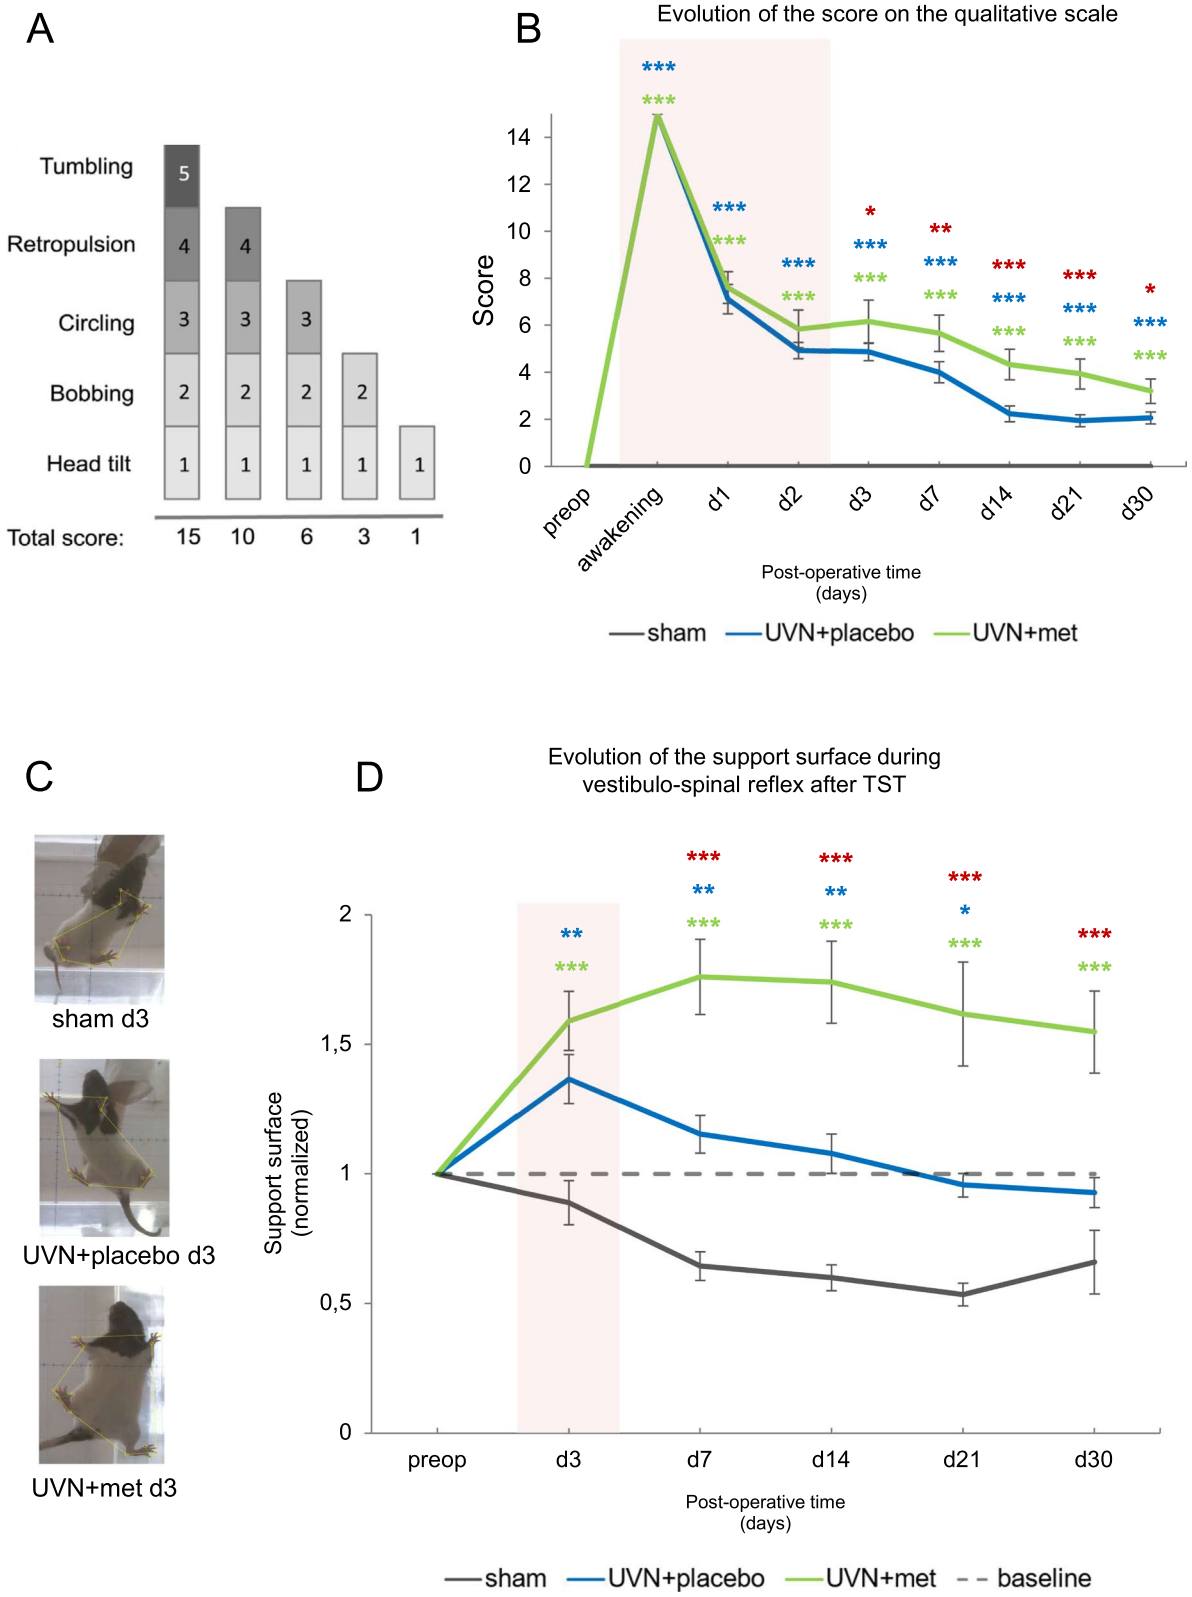 A
Tumbling
5
Retropulsion
4 4
Circling
3 3 3
Bobbing
2 2 2 2
Head tilt
1 1 1 1 1
Total score: 15 10 6 3 1
B
Evolution of the score on the qualitative scale
***
***
***
***
***
***
*
***
***
**
***
***
***
***
***
***
***
***
*
***
***
Score
14
12
10
8
6
4
2
0
preop awakening d1 d2 d3 d7 d14 d21 d30
Post-operative time
(days)
sham UVN+placebo UVN+met
C
sham d3
UVN+placebo d3
UVN+met d3
D
Evolution of the support surface during
vestibulo-spinal reflex after TST
**
***
***
**
***
***
**
***
***
*
***
***
***
Support surface
(normalized)
2
1,5
1
0,5
0
preop d3 d7 d14 d21 d30
Post-operative time
(days)
sham UVN+placebo UVN+met baseline